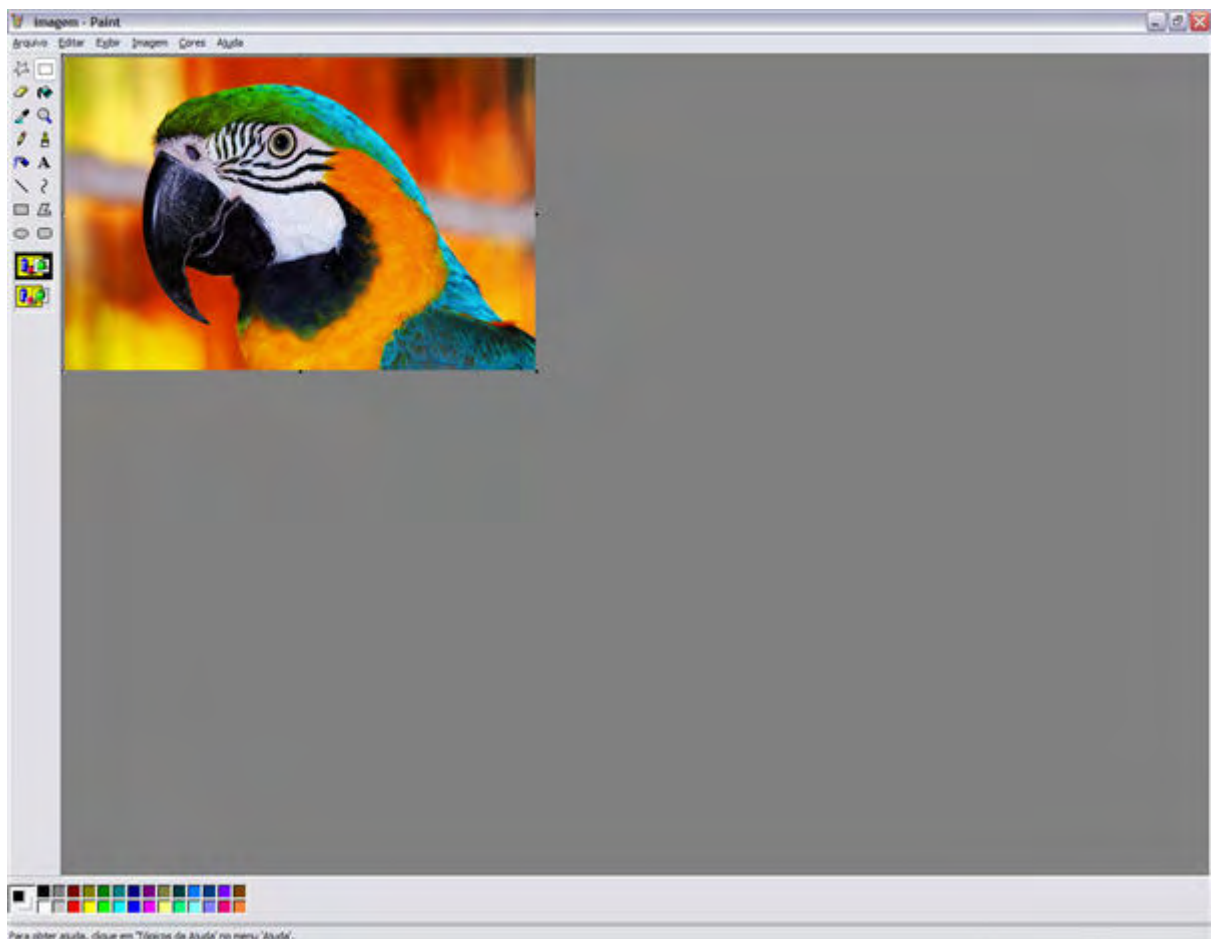 imagem - Paint
Arquivo Editar Exibir Imagem Cores Ajuda
A
Para obter ajuda, clique em 'Tópicos da Ajuda' no menu 'Ajuda'.